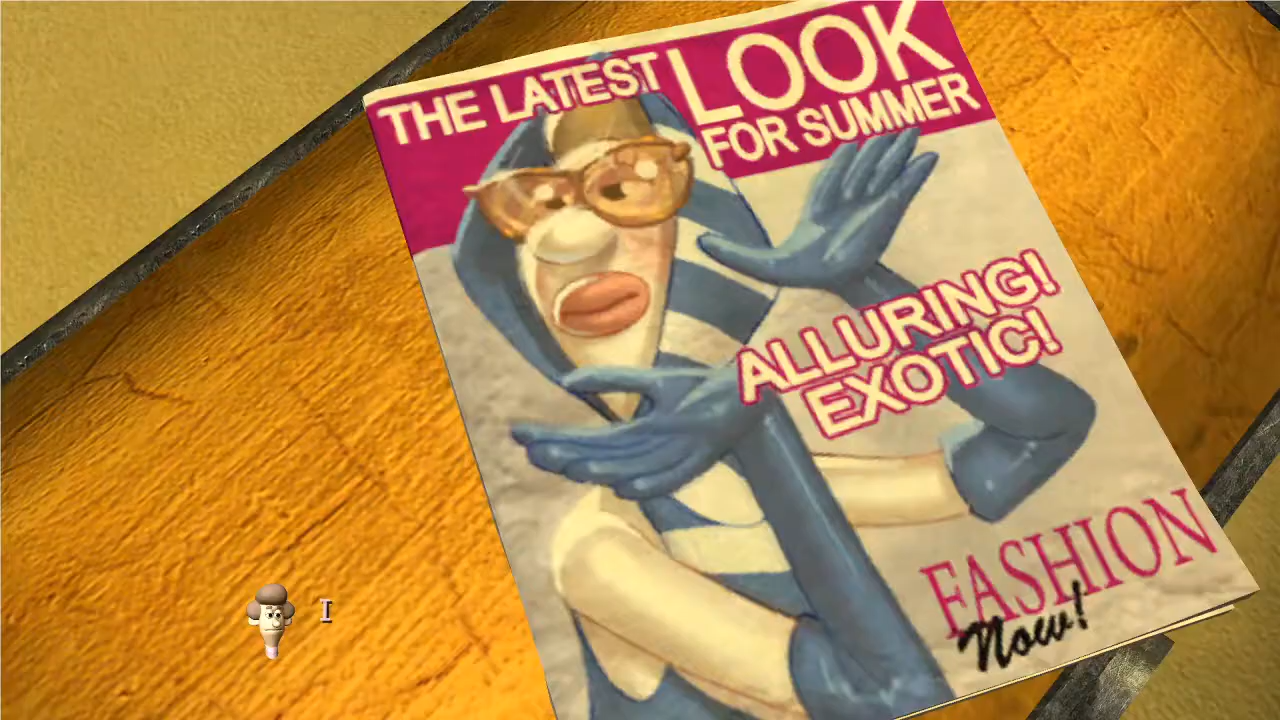 THE LATEST LOOK
FOR SUMMER
ALLURING!
EXOTIC!
FASHION
Now!
I